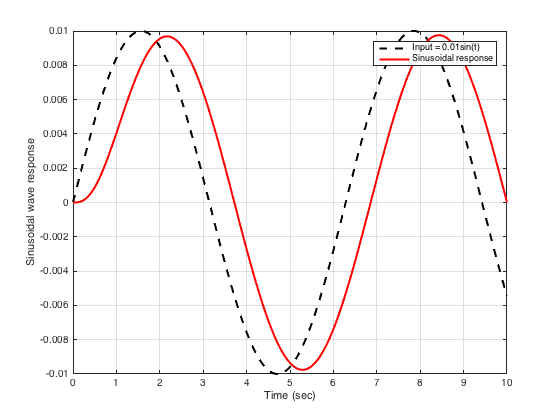 0.01
0.008
0.006
0.004
0.002
0
-0.002
-0.004
-0.006
-0.008
-0.01
Sinusoidal wave response
Input = 0.01sin(t)
Sinusoidal response
0 1 2 3 4 5 6 7 8 9 10
Time (sec)